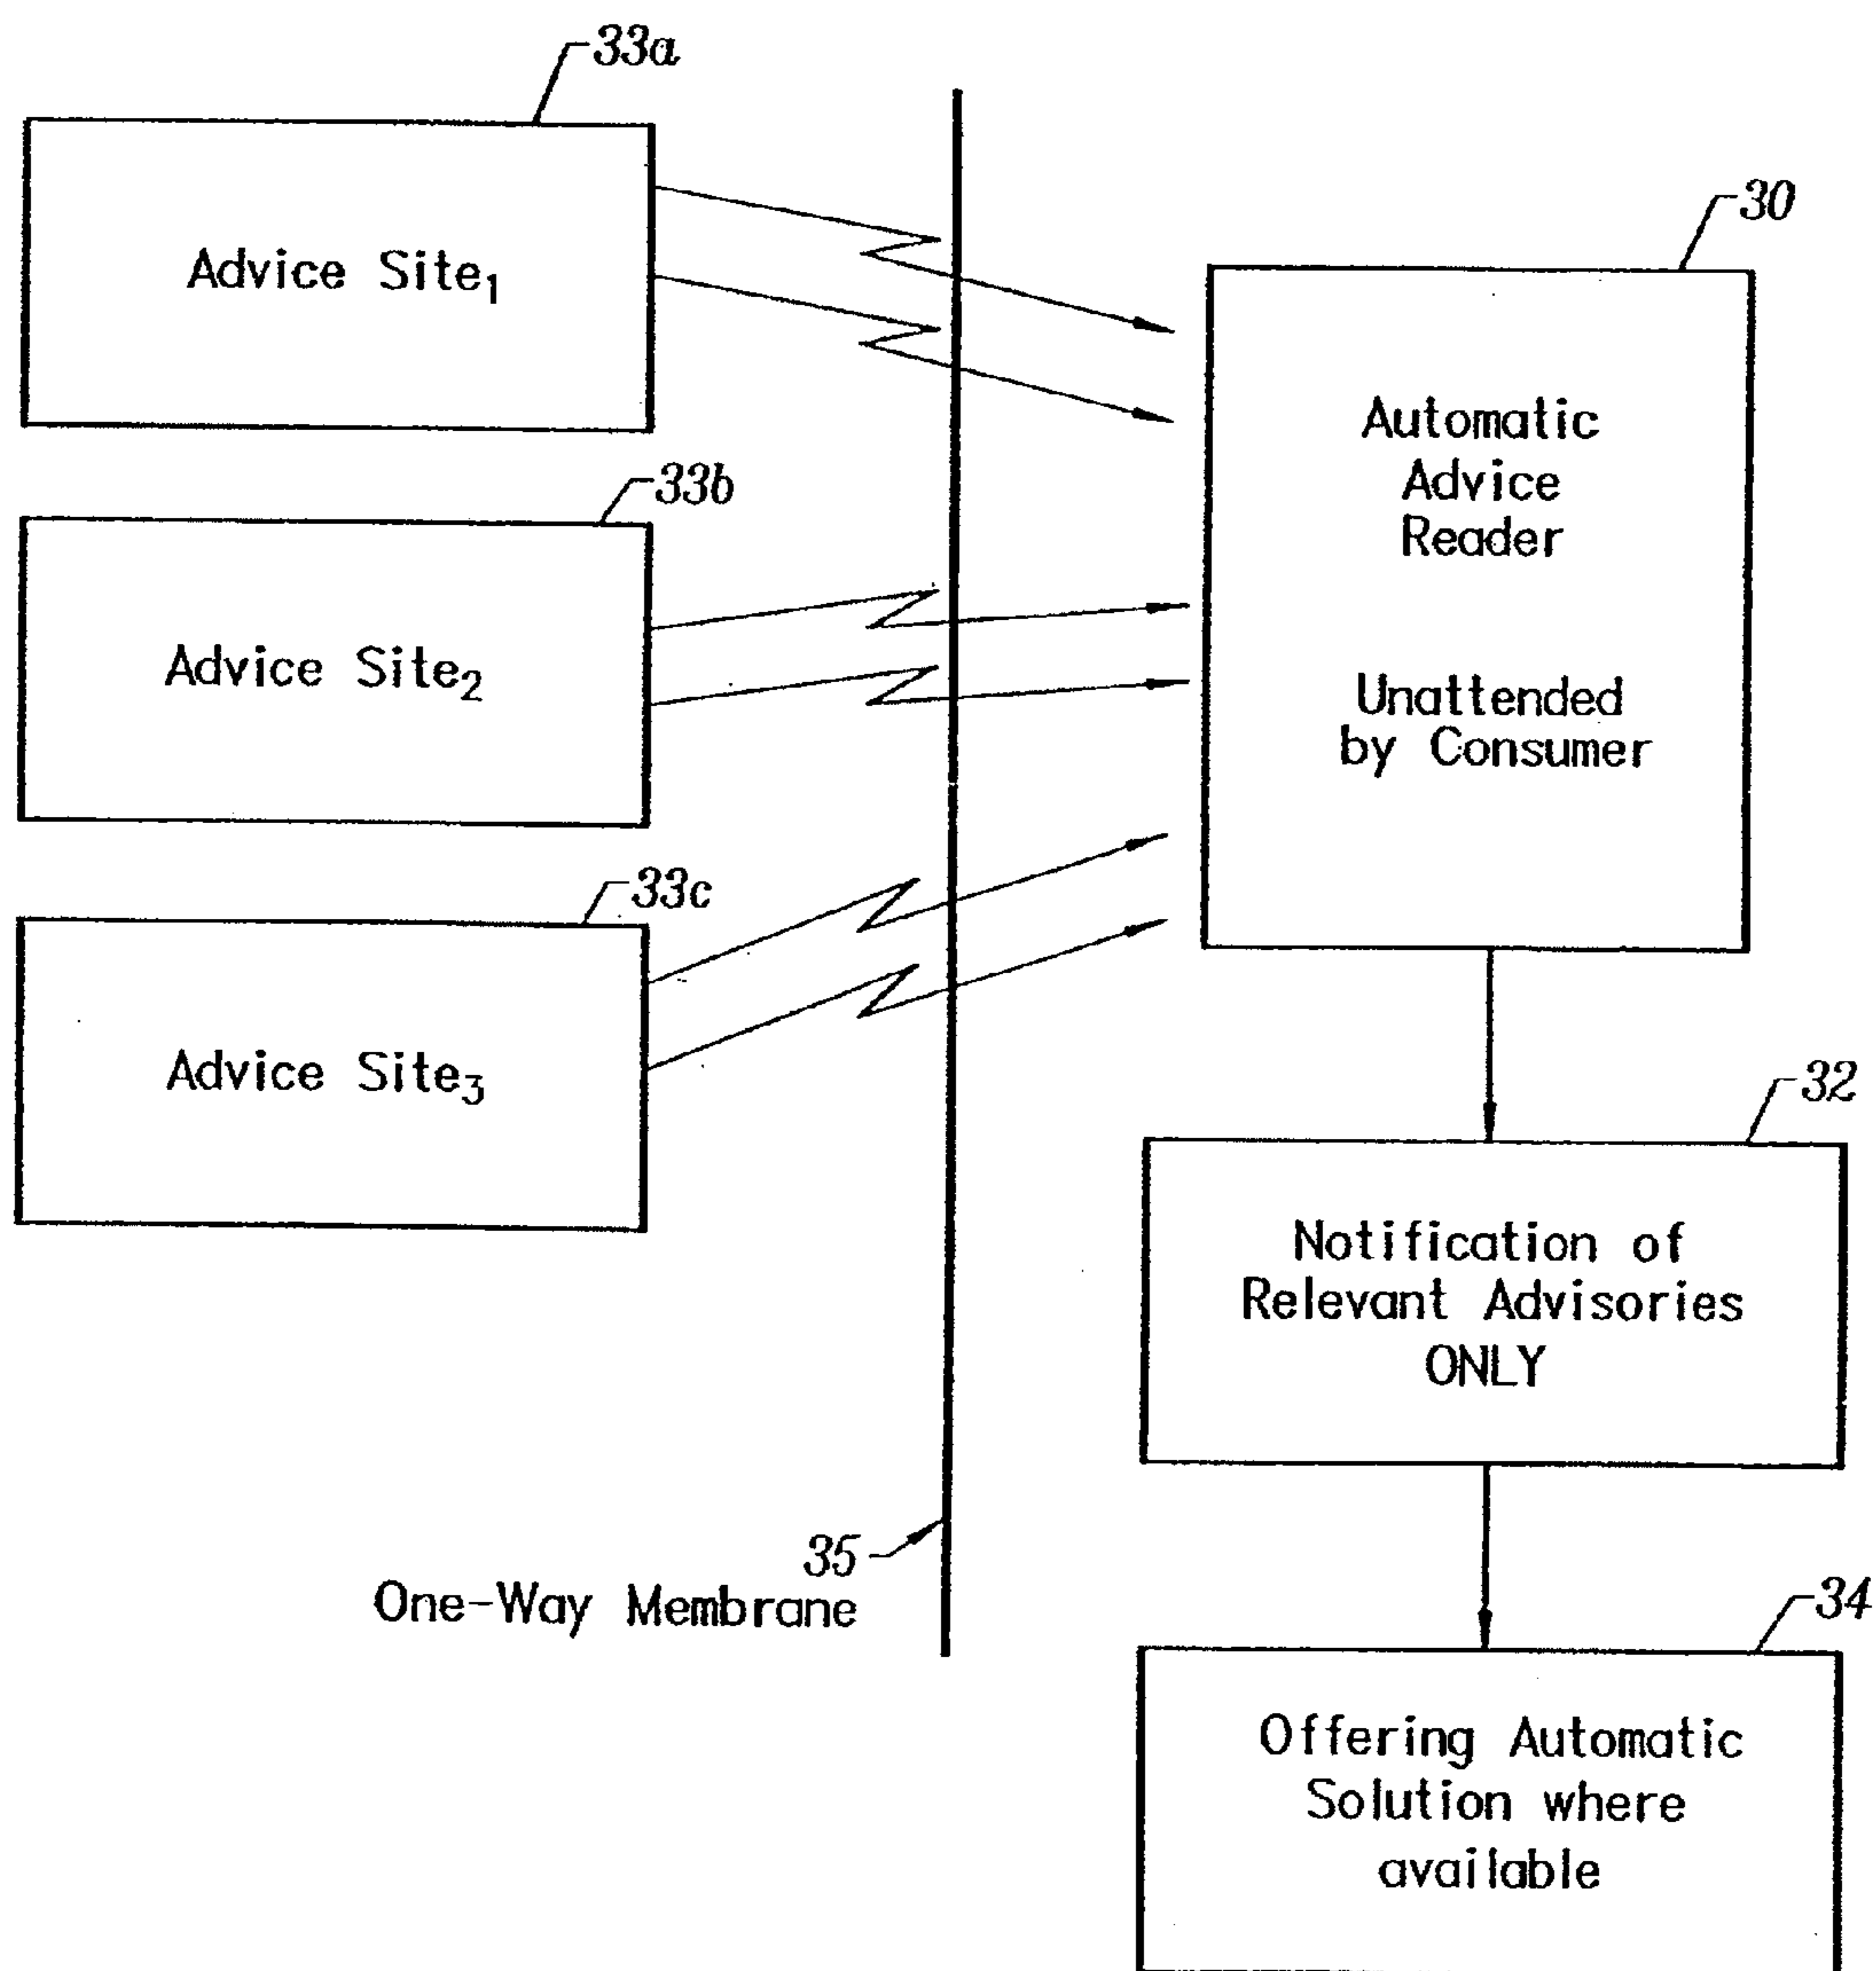 33a
Advice Site₁
30
Automatic
Advice
Reader
Unattended
by Consumer
33b
Advice Site₂
33c
Advice Site₃
32
Notification of
Relevant Advisories
ONLY
35
One-Way Membrane
34
Offering Automatic
Solution where
available